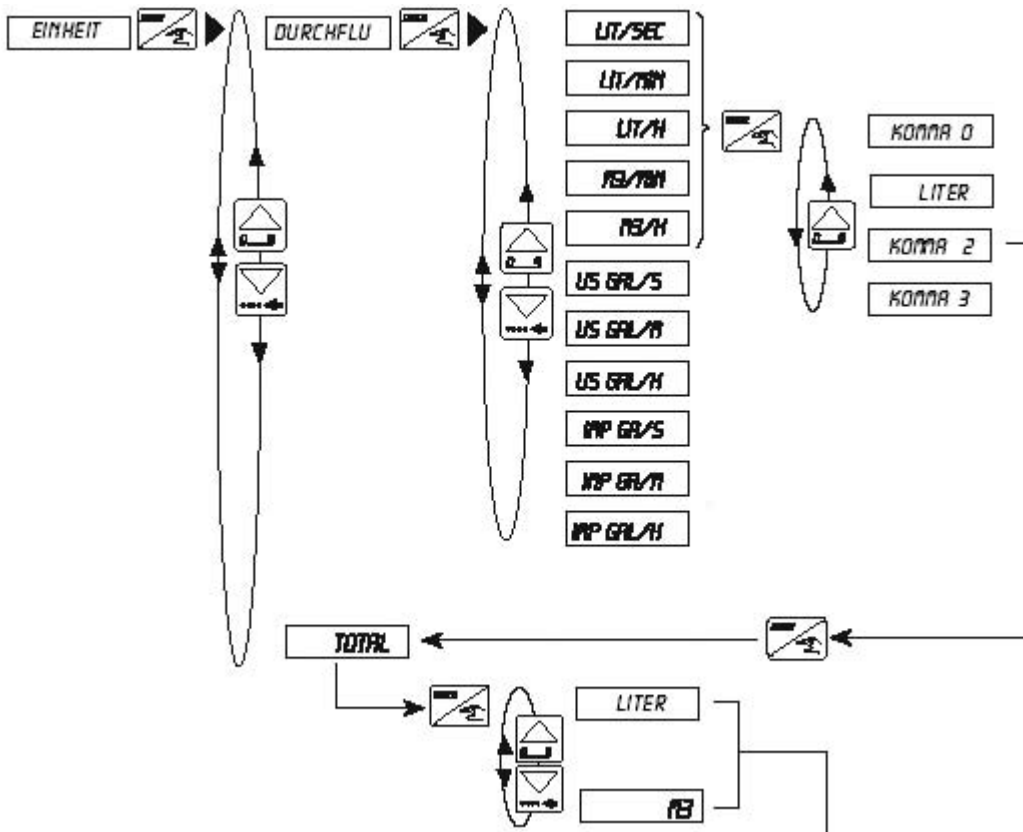 EINHEIT
DURCHFLU
LIT/SEC
LIT/MIN
LIT/H
M3/MIN
M3/H
US GAL/S
US GAL/M
US GAL/H
IMP GA/S
IMP GA/M
IMP GAL/H
KOMMA 0
LITER
KOMMA 2
KOMMA 3
TOTAL
LITER
M3